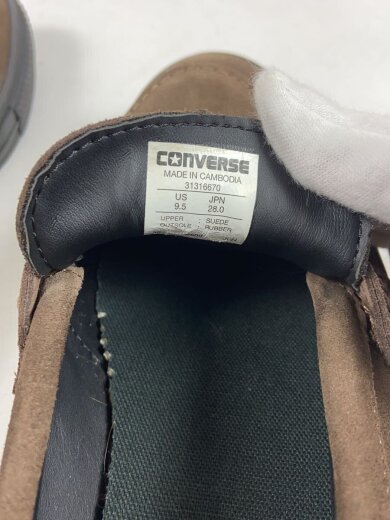 CONVERSE
MADE IN CAMBODIA
31316670
US JPN
9.5 28.0
UPPER : SUEDE
OUTSOLE : RUBBER